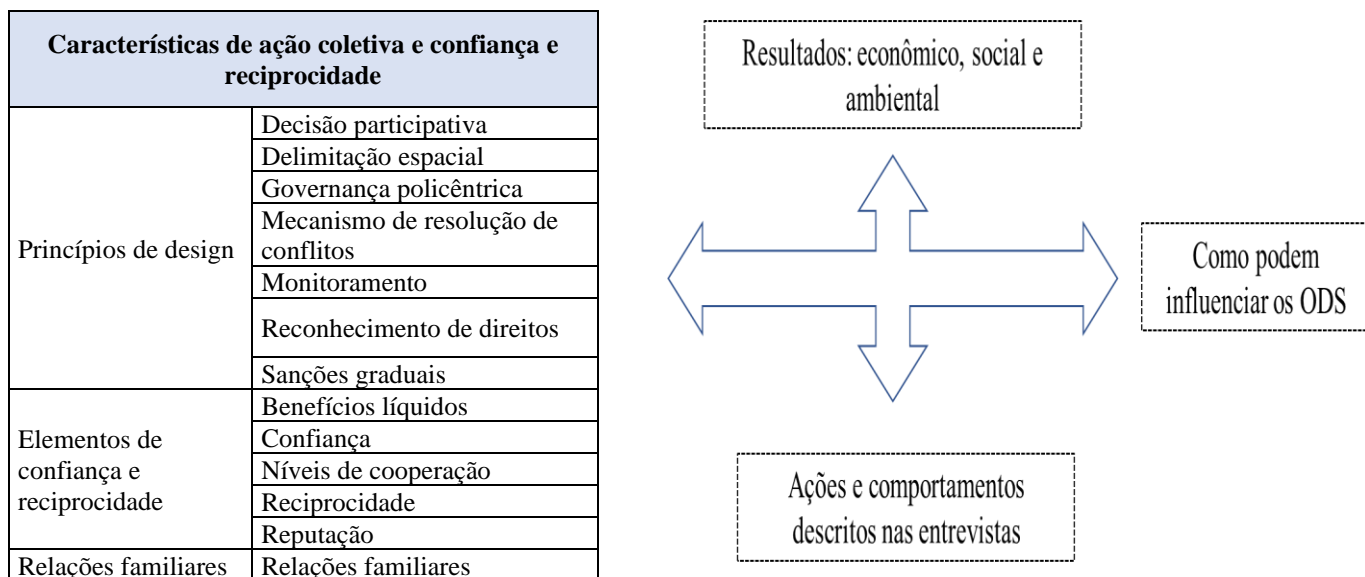 Características de ação coletiva e confiança e
reciprocidade
Princípios de design
Decisão participativa
Delimitação espacial
Governança policêntrica
Mecanismo de resolução de
conflitos
Monitoramento
Reconhecimento de direitos
Sanções graduais
Elementos de
confiança e
reciprocidade
Benefícios líquidos
Confiança
Níveis de cooperação
Reciprocidade
Reputação
Relações familiares
Relações familiares
Resultados: econômico, social e
ambiental
Como podem
influenciar os ODS
Ações e comportamentos
descritos nas entrevistas